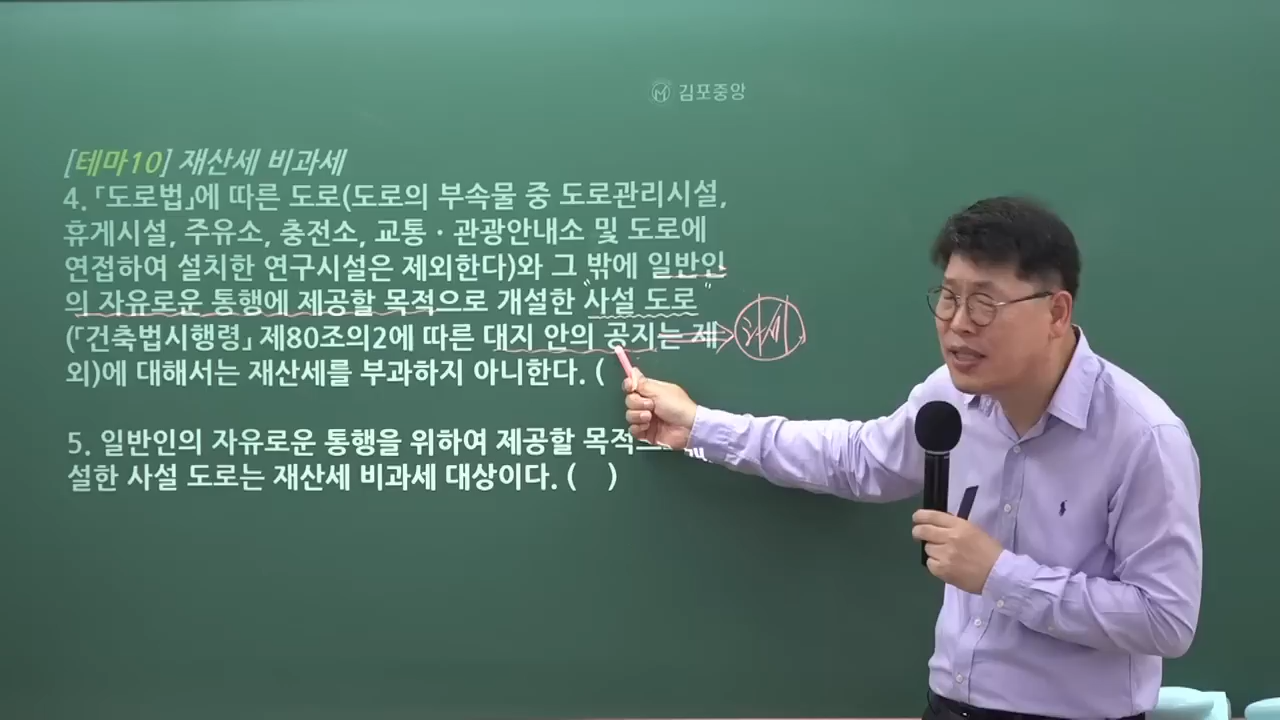 김포중앙
[테마10] 재산세 비과세
4. 「도로법」에 따른 도로(도로의 부속물 중 도로관리시설,
휴게시설, 주유소, 충전소, 교통・관광안내소 및 도로에
연접하여 설치한 연구시설은 제외한다)와 그 밖에 일반인
의 자유로운 통행에 제공할 목적으로 개설한 "사설 도로"
(「건축법시행령」 제80조의2에 따른 대지 안의 공지는 제
외)에 대해서는 재산세를 부과하지 아니한다. (
과세
5. 일반인의 자유로운 통행을 위하여 제공할 목적
설한 사설 도로는 재산세 비과세 대상이다. ( )